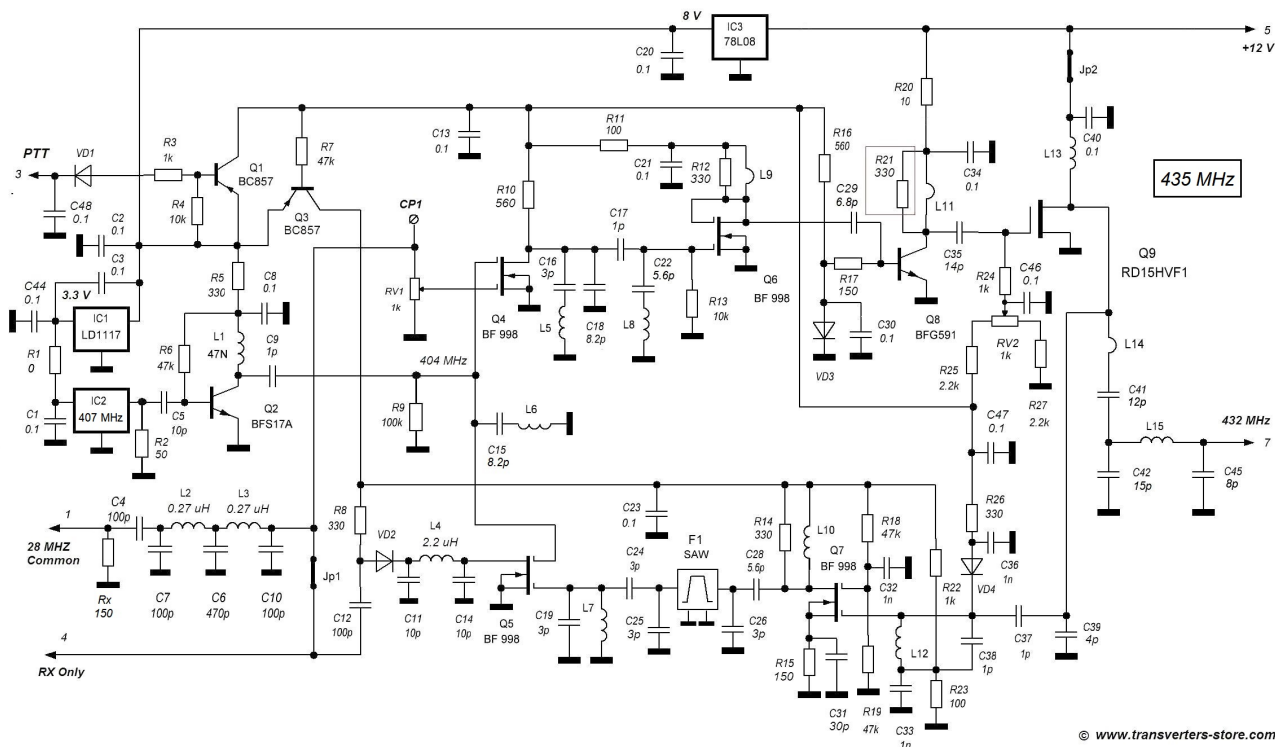 8 V
IC3
78L08
5
+12 V
C20
0.1
R20
10
Jp2
C40
0.1
L13
435 MHz
PTT
3
VD1
R3
1k
Q1
BC857
R4
10k
C48
0.1
C2
0.1
C3
0.1
R7
47k
Q3
BC857
C13
0.1
R10
560
R11
100
C21
0.1
R12
330
L9
R16
560
C29
6.8p
R21
330
C34
0.1
L11
C44
0.1
3.3 V
IC1
LD1117
R5
330
C8
0.1
CP1
RV1
1k
Q4
BF 998
C16
3p
C17
1p
C18
8.2p
L5
C22
5.6p
L8
R13
10k
Q6
BF 998
R17
150
VD3
C30
0.1
Q8
BFG591
C35
14p
R24
1k
C46
0.1
Q9
RD15HVF1
R1
0
L1
47N
C9
1p
R6
47k
C1
0.1
IC2
407 MHz
R2
50
C5
10p
Q2
BFS17A
404 MHz
R9
100k
C15
8.2p
L6
R25
2.2k
RV2
1k
R27
2.2k
L14
C41
12p
C47
0.1
L15
432 MHz
7
C42
15p
C45
8p
1
28 MHZ
Common
C4
100p
L2
0.27 uH
L3
0.27 uH
Rx
150
C7
100p
C6
470p
C10
100p
Jp1
R8
330
VD2
L4
2.2 uH
C12
100p
C11
10p
C14
10p
Q5
BF 998
C23
0.1
C19
3p
L7
C24
3p
C25
3p
F1
SAW
C26
3p
C28
5.6p
R14
330
L10
R18
47k
Q7
BF 998
C32
1n
R22
1k
R26
330
C36
1n
VD4
R15
150
C31
30p
R19
47k
L12
C33
1n
R23
100
C38
1p
C37
1p
C39
4p
4
RX Only
© www.transverters-store.com